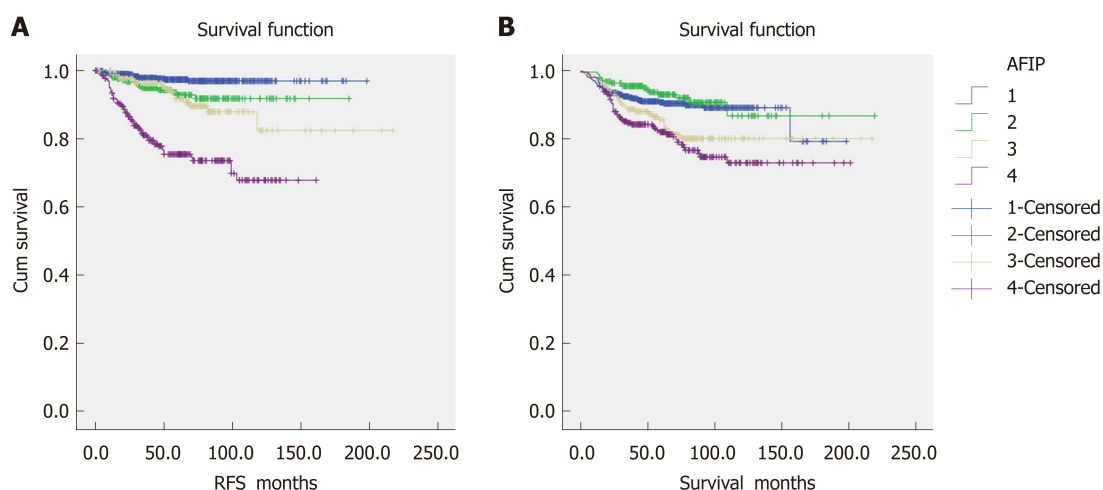 A
Survival function
1.0
0.8
0.6
0.4
0.2
0.0
Cum survival
0.0 50.0 100.0 150.0 200.0 250.0
RFS months
B
Survival function
1.0
0.8
0.6
0.4
0.2
0.0
Cum survival
0.0 50.0 100.0 150.0 200.0 250.0
Survival months
AFIP
1
2
3
4
1-Censored
2-Censored
3-Censored
4-Censored